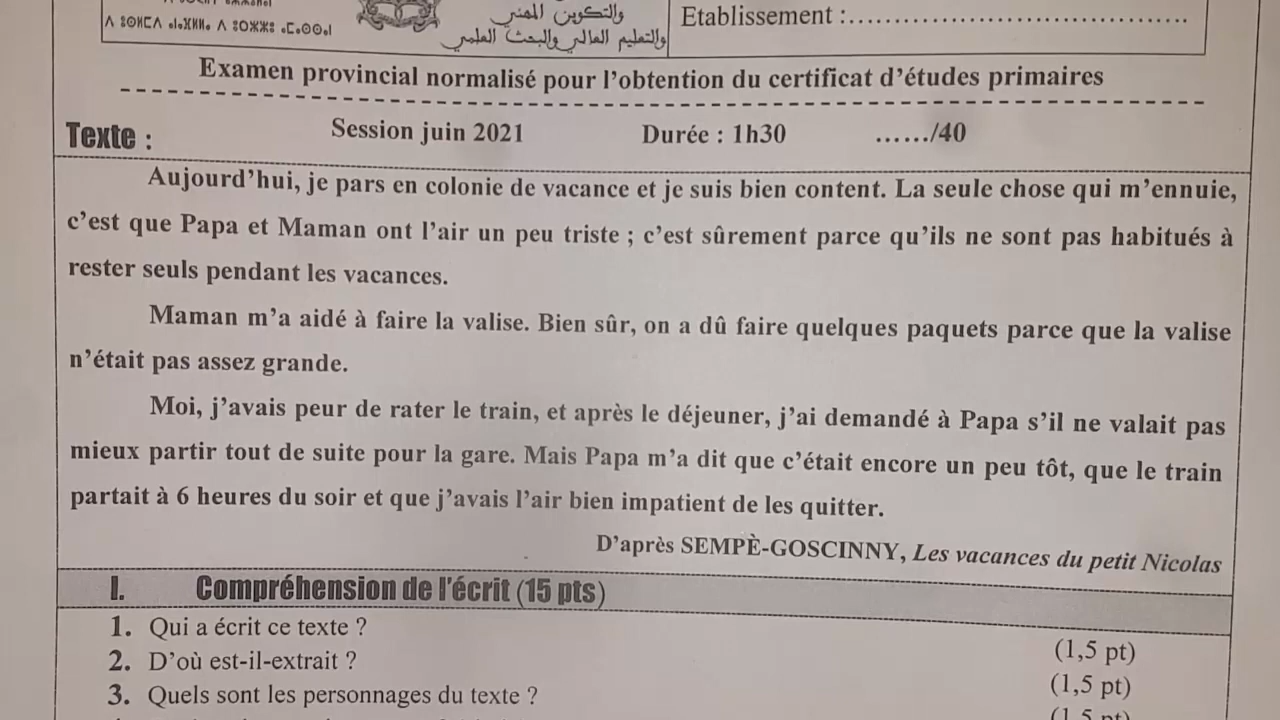 والتكوين المهني
والتعليم العالي والبحث العلمي
Etablissement :......................................
Examen provincial normalisé pour l'obtention du certificat d'études primaires
Texte :
Session juin 2021
Durée : 1h30
....../40
Aujourd'hui, je pars en colonie de vacance et je suis bien content. La seule chose qui m'ennuie,
c'est que Papa et Maman ont l'air un peu triste ; c'est sûrement parce qu'ils ne sont pas habitués à
rester seuls pendant les vacances.
Maman m'a aidé à faire la valise. Bien sûr, on a dû faire quelques paquets parce que la valise
n'était pas assez grande.
Moi, j'avais peur de rater le train, et après le déjeuner, j'ai demandé à Papa s'il ne valait pas
mieux partir tout de suite pour la gare. Mais Papa m'a dit que c'était encore un peu tôt, que le train
partait à 6 heures du soir et que j'avais l'air bien impatient de les quitter.
D'après SEMPÈ-GOSCINNY, Les vacances du petit Nicolas
I. Compréhension de l'écrit (15 pts)
1. Qui a écrit ce texte ?
(1,5 pt)
2. D'où est-il-extrait ?
(1,5 pt)
3. Quels sont les personnages du texte ?
(1,5 pt)